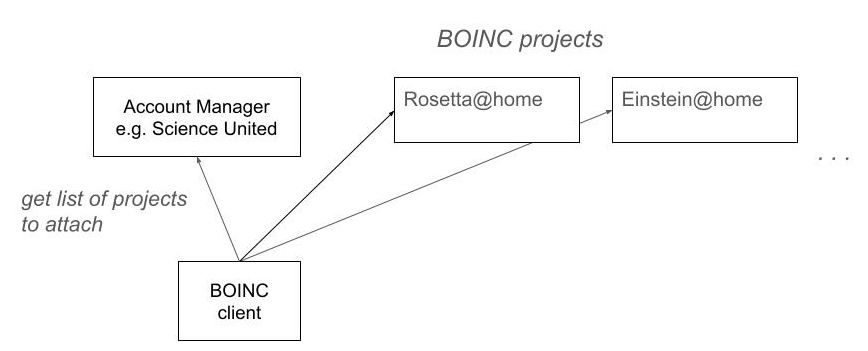 BOINC projects
Account Manager
e.g. Science United
Rosetta@home
Einstein@home
. . .
get list of projects
to attach
BOINC
client